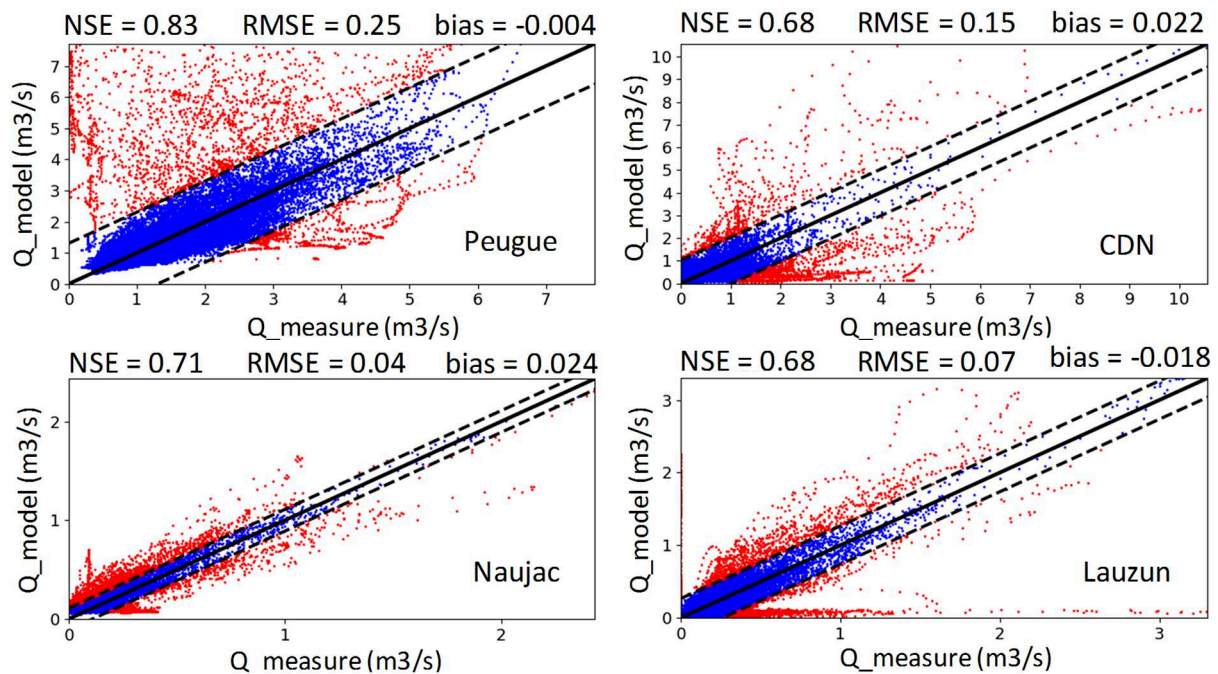 NSE = 0.83 RMSE = 0.25 bias = -0.004
7
6
5
4
3
2
1
0
Q_model (m3/s)
Peugue
0 1 2 3 4 5 6 7
Q_measure (m3/s)
NSE = 0.68 RMSE = 0.15 bias = 0.022
10
9
8
7
6
5
4
3
2
1
0
Q_model (m3/s)
CDN
0 1 2 3 4 5 6 7 8 9 10
Q_measure (m3/s)
NSE = 0.71 RMSE = 0.04 bias = 0.024
2
1
0
Q_model (m3/s)
Naujac
0 1 2
Q_measure (m3/s)
NSE = 0.68 RMSE = 0.07 bias = -0.018
3
2
1
0
Q_model (m3/s)
Lauzun
0 1 2 3
Q_measure (m3/s)